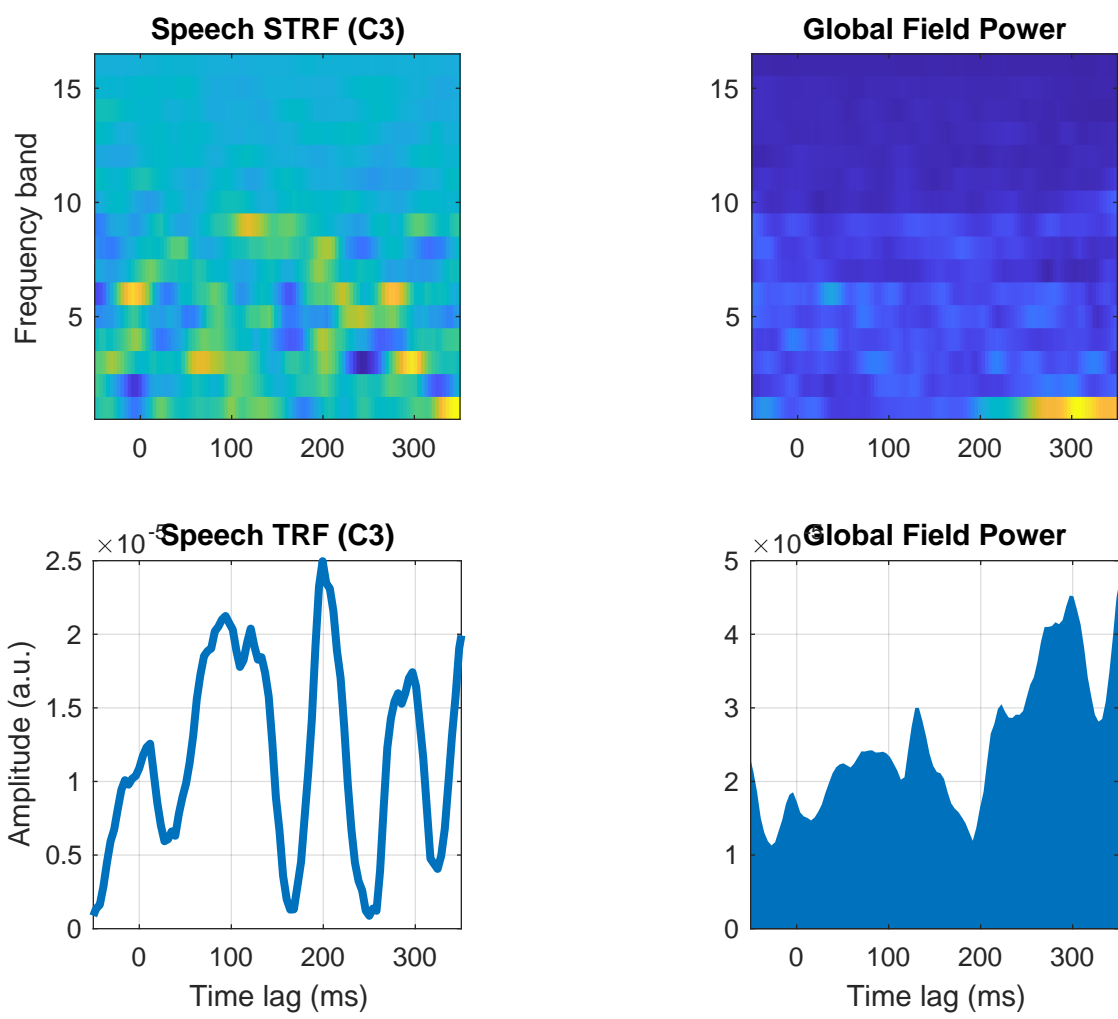 Speech STRF (C3)
Frequency band
15
10
5
0 100 200 300
Global Field Power
15
10
5
0 100 200 300
Speech TRF (C3)
×10-5
Amplitude (a.u.)
2.5
2
1.5
1
0.5
0
0 100 200 300
Time lag (ms)
Global Field Power
×10
5
4
3
2
1
0
0 100 200 300
Time lag (ms)